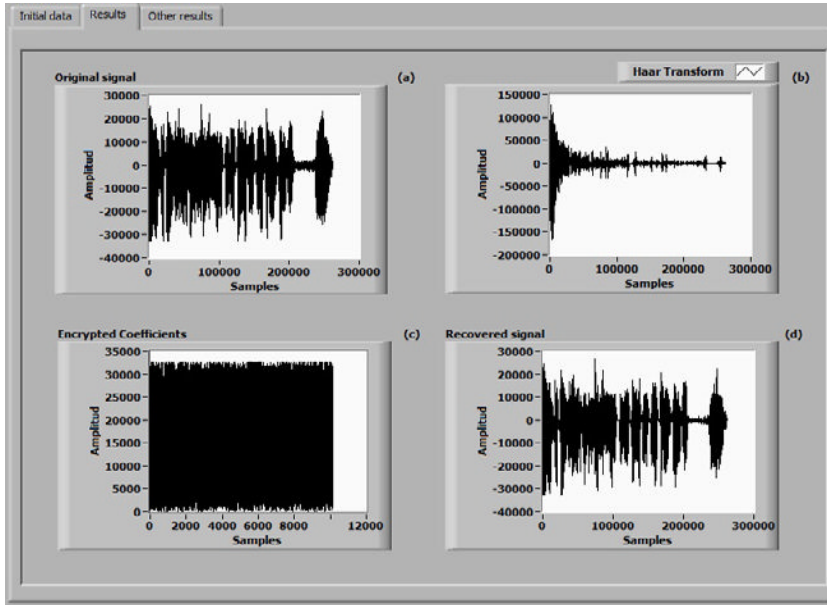 Initial data
Results
Other results
Original signal
(a)
30000
20000
10000
0
-10000
-20000
-30000
-40000
Amplitud
0 100000 200000 300000
Samples
Haar Transform
(b)
150000
100000
50000
0
-50000
-100000
-150000
-200000
Amplitud
0 100000 200000 300000
Samples
Encrypted Coefficients
(c)
35000
30000
25000
20000
15000
10000
5000
0
Amplitud
0 2000 4000 6000 8000 10000 12000
Samples
Recovered signal
(d)
30000
20000
10000
0
-10000
-20000
-30000
-40000
Amplitud
0 100000 200000 300000
Samples